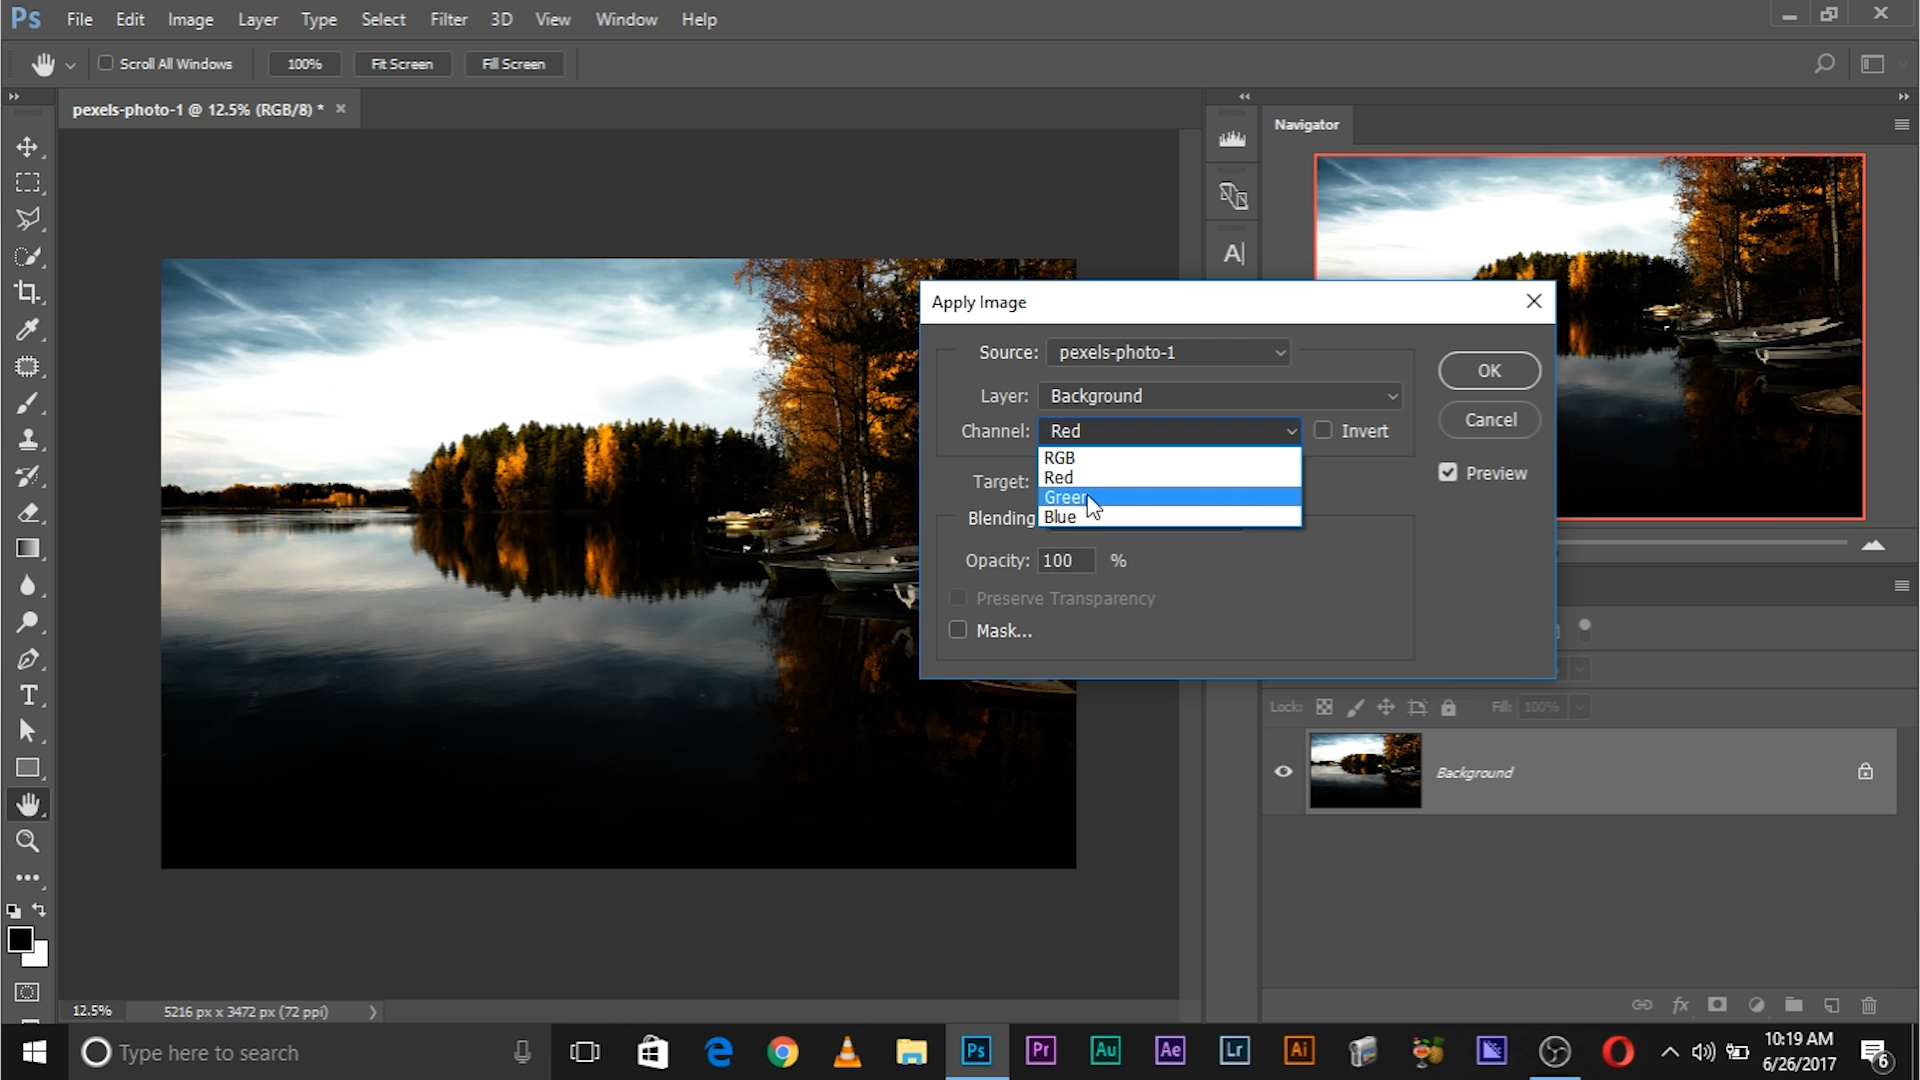 Ps File Edit Image Layer Type Select Filter 3D View Window Help
Scroll All Windows 100% Fit Screen Fill Screen
pexels-photo-1 @ 12.5% (RGB/8) *
Navigator
A
Apply Image
Source: pexels-photo-1
OK
Layer: Background
Cancel
Channel: Red Invert
RGB
Preview
Red
Target:
Green
Blending
Blue
Opacity: 100 %
Preserve Transparency
Mask...
Lock: Fill: 100%
Background
T
12.5% 5216 px x 3472 px (72 ppi)
fx
Type here to search
Ps Pr Au Ae Lr Ai
10:19 AM
6/26/2017
6